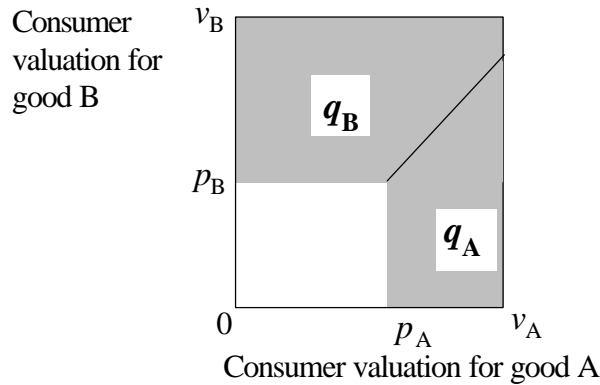 Consumer
valuation for
good B
v_B
q_B
p_B
q_A
0
p_A
v_A
Consumer valuation for good A